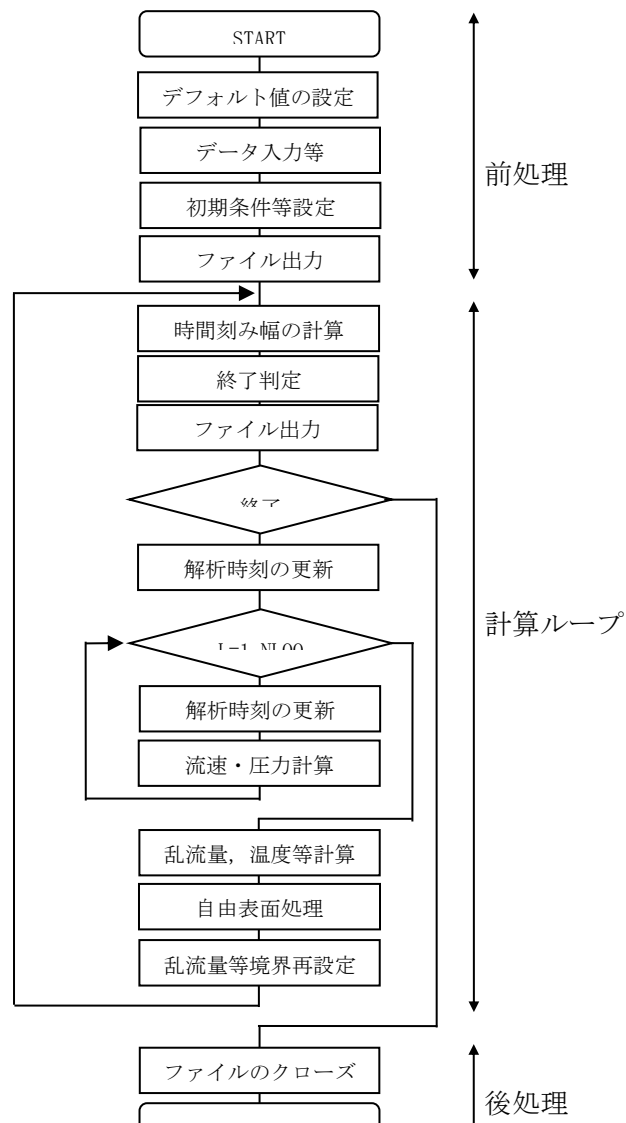 START
デフォルト値の設定
データ入力等
初期条件等設定
ファイル出力
前処理
時間刻み幅の計算
終了判定
ファイル出力
終了
解析時刻の更新
計算ループ
解析時刻の更新
流速・圧力計算
乱流量，温度等計算
自由表面処理
乱流量等境界再設定
ファイルのクローズ
後処理